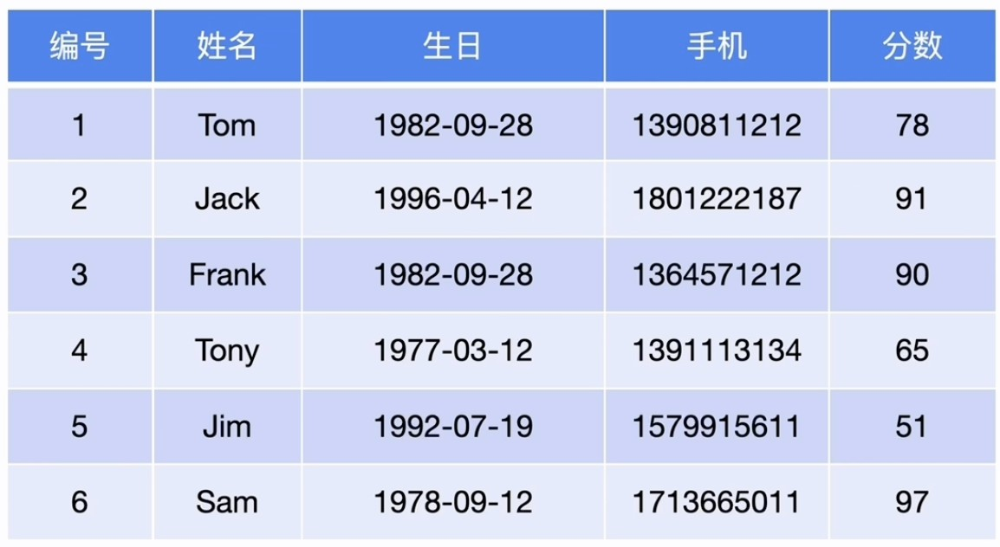 编号 姓名 生日 手机 分数
1 Tom 1982-09-28 1390811212 78
2 Jack 1996-04-12 1801222187 91
3 Frank 1982-09-28 1364571212 90
4 Tony 1977-03-12 1391113134 65
5 Jim 1992-07-19 1579915611 51
6 Sam 1978-09-12 1713665011 97